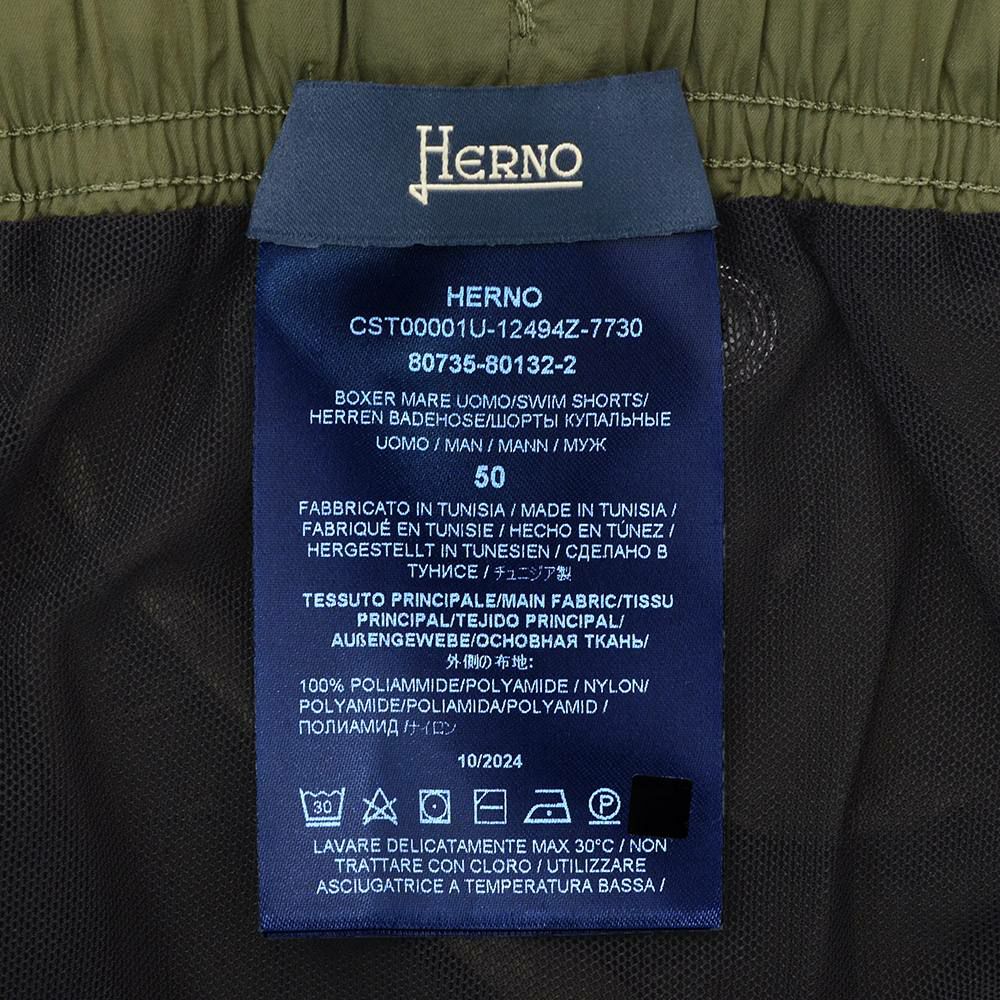 HERNO
HERNO
CST00001U-12494Z-7730
80735-80132-2
BOXER MARE UOMO/SWIM SHORTS/
HERREN BADEHOSE/ШОРТЫ КУПАЛЬНЫЕ
UOMO / MAN / MANN / МУЖ
50
FABBRICATO IN TUNISIA / MADE IN TUNISIA /
FABRIQUÉ EN TUNISIE / HECHO EN TÚNEZ /
HERGESTELLT IN TUNESIEN / СДЕЛАНО В
ТУНИСЕ / チュニジア製
TESSUTO PRINCIPALE/MAIN FABRIC/TISSU
PRINCIPAL/TEJIDO PRINCIPAL/
AUßENGEWEBE/ОСНОВНАЯ ТКАНЬ/
外側の布地:
100% POLIAMMIDE/POLYAMIDE / NYLON/
POLYAMIDE/POLIAMIDA/POLYAMID /
ПОЛИАМИД /ナイロン
10/2024
30 P
LAVARE DELICATAMENTE MAX 30°C / NON
TRATTARE CON CLORO / UTILIZZARE
ASCIUGATRICE A TEMPERATURA BASSA /